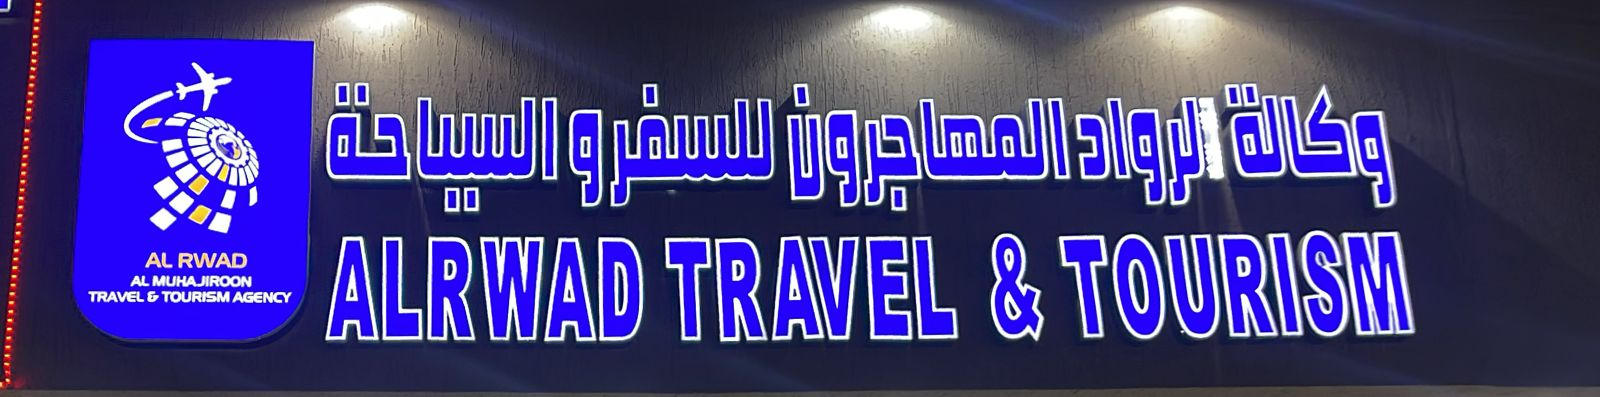 وكالة الرواد المهاجرون للسفر و السياحة
ALRWAD TRAVEL & TOURISM
AL RWAD
AL MUHAJIROON
TRAVEL & TOURISM AGENCY